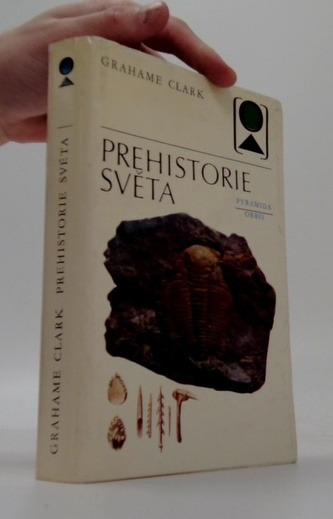 GRAHAME CLARK
PREHISTORIE
SVĚTA
PYRAMIDA
ORBIS
GRAHAME CLARK PREHISTORIE SVĚTA